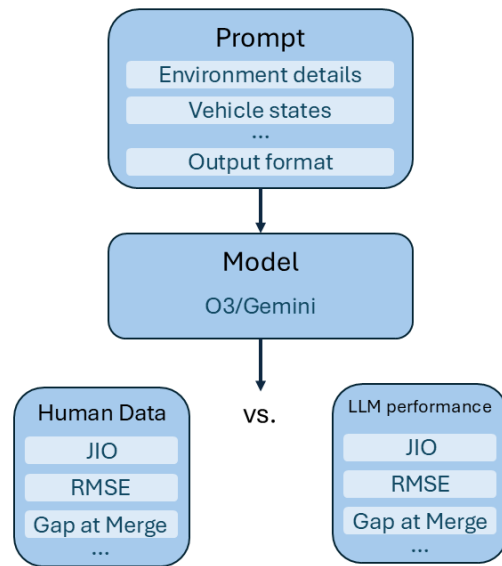 Prompt
Environment details
Vehicle states
...
Output format
Model
O3/Gemini
vs.
Human Data
JIO
RMSE
Gap at Merge
...
LLM performance
JIO
RMSE
Gap at Merge
...